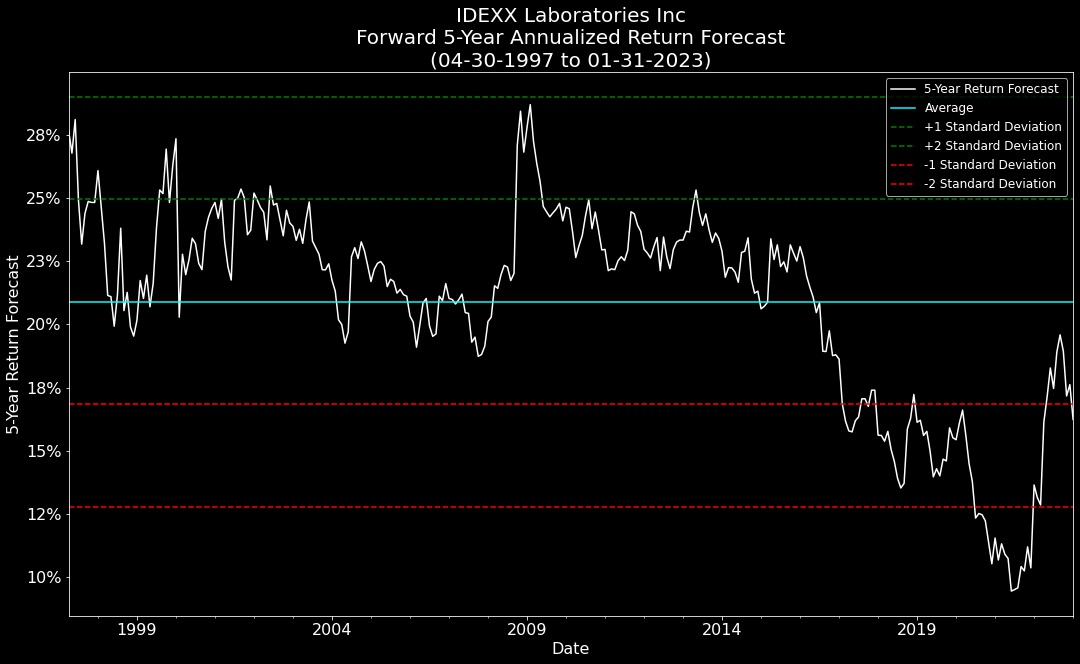 IDEXX Laboratories Inc
Forward 5-Year Annualized Return Forecast
(04-30-1997 to 01-31-2023)
5-Year Return Forecast
Average
+1 Standard Deviation
+2 Standard Deviation
-1 Standard Deviation
-2 Standard Deviation
28%
25%
23%
20%
18%
15%
12%
10%
5-Year Return Forecast
1999
2004
2009
2014
2019
Date